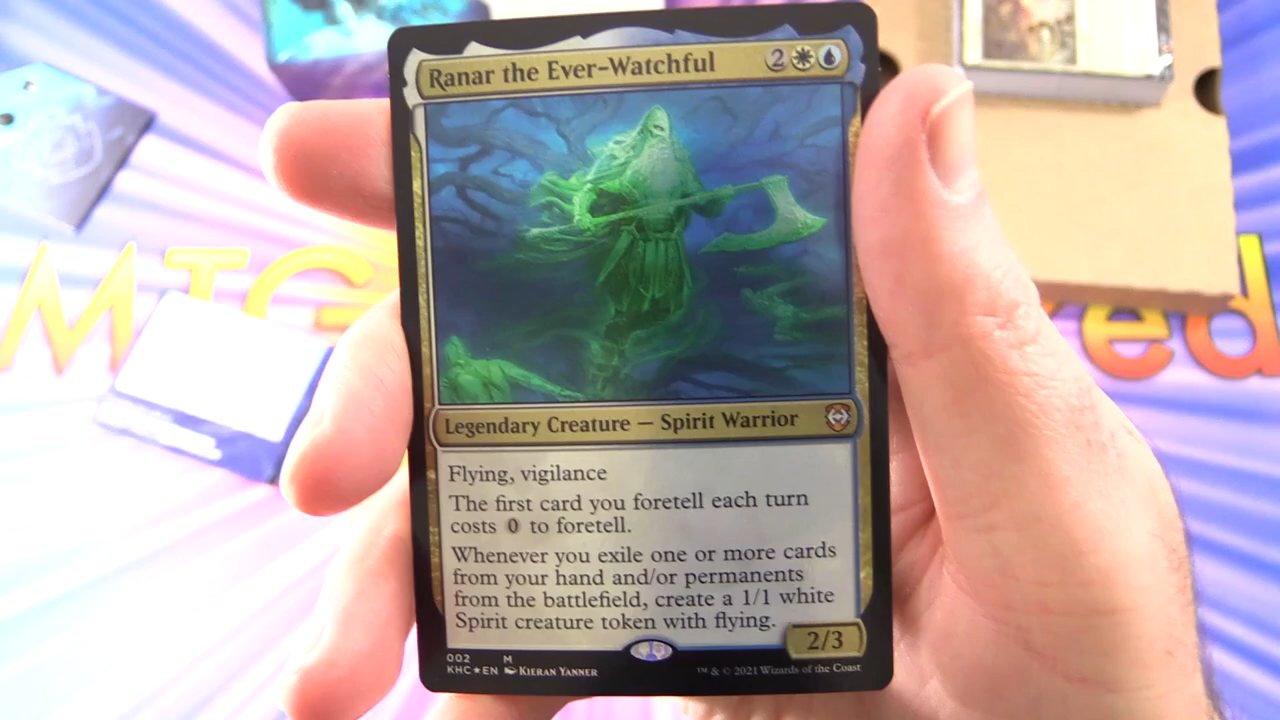 Ranar the Ever-Watchful 2
Legendary Creature — Spirit Warrior
Flying, vigilance
The first card you foretell each turn
costs 0 to foretell.
Whenever you exile one or more cards
from your hand and/or permanents
from the battlefield, create a 1/1 white
Spirit creature token with flying.
2/3
002 M
KHC★EN KIERAN YANNER
™ & © 2021 Wizards of the Coast
MTG
ed